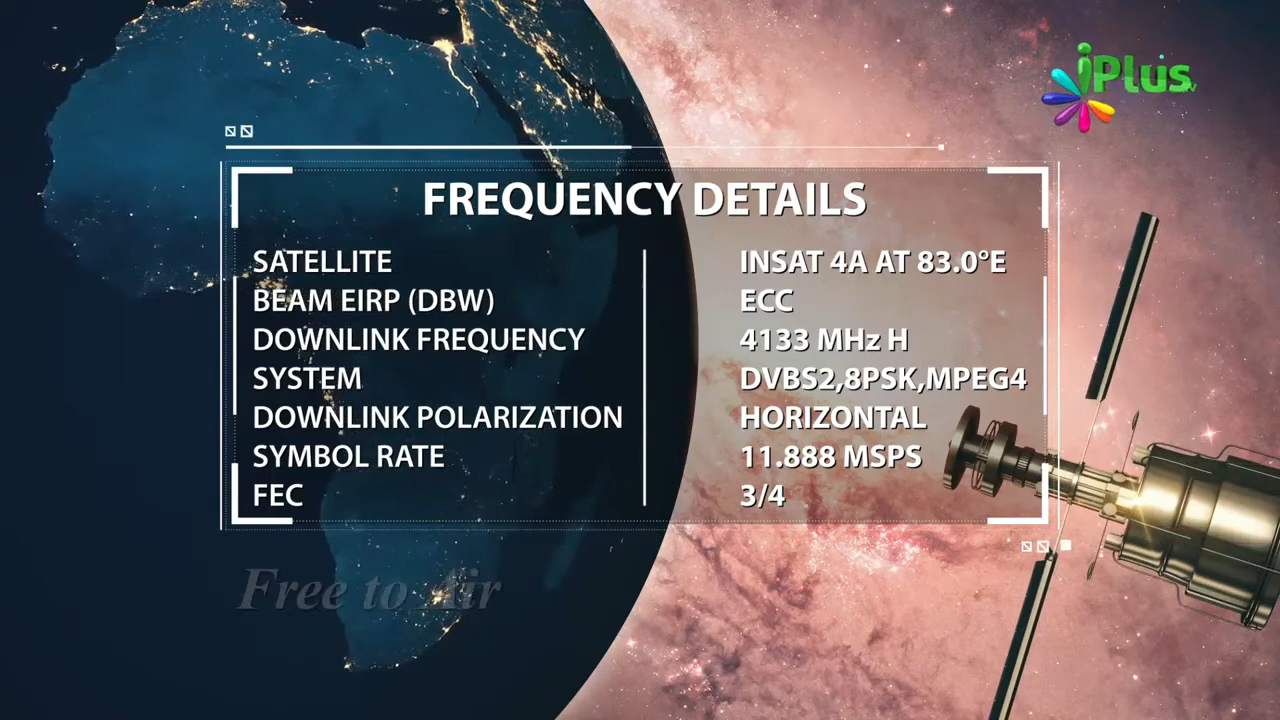 iPlus
TV
FREQUENCY DETAILS
SATELLITE INSAT 4A AT 83.0°E
BEAM EIRP (DBW) ECC
DOWNLINK FREQUENCY 4133 MHz H
SYSTEM DVBS2,8PSK,MPEG4
DOWNLINK POLARIZATION HORIZONTAL
SYMBOL RATE 11.888 MSPS
FEC 3/4
Free to Air